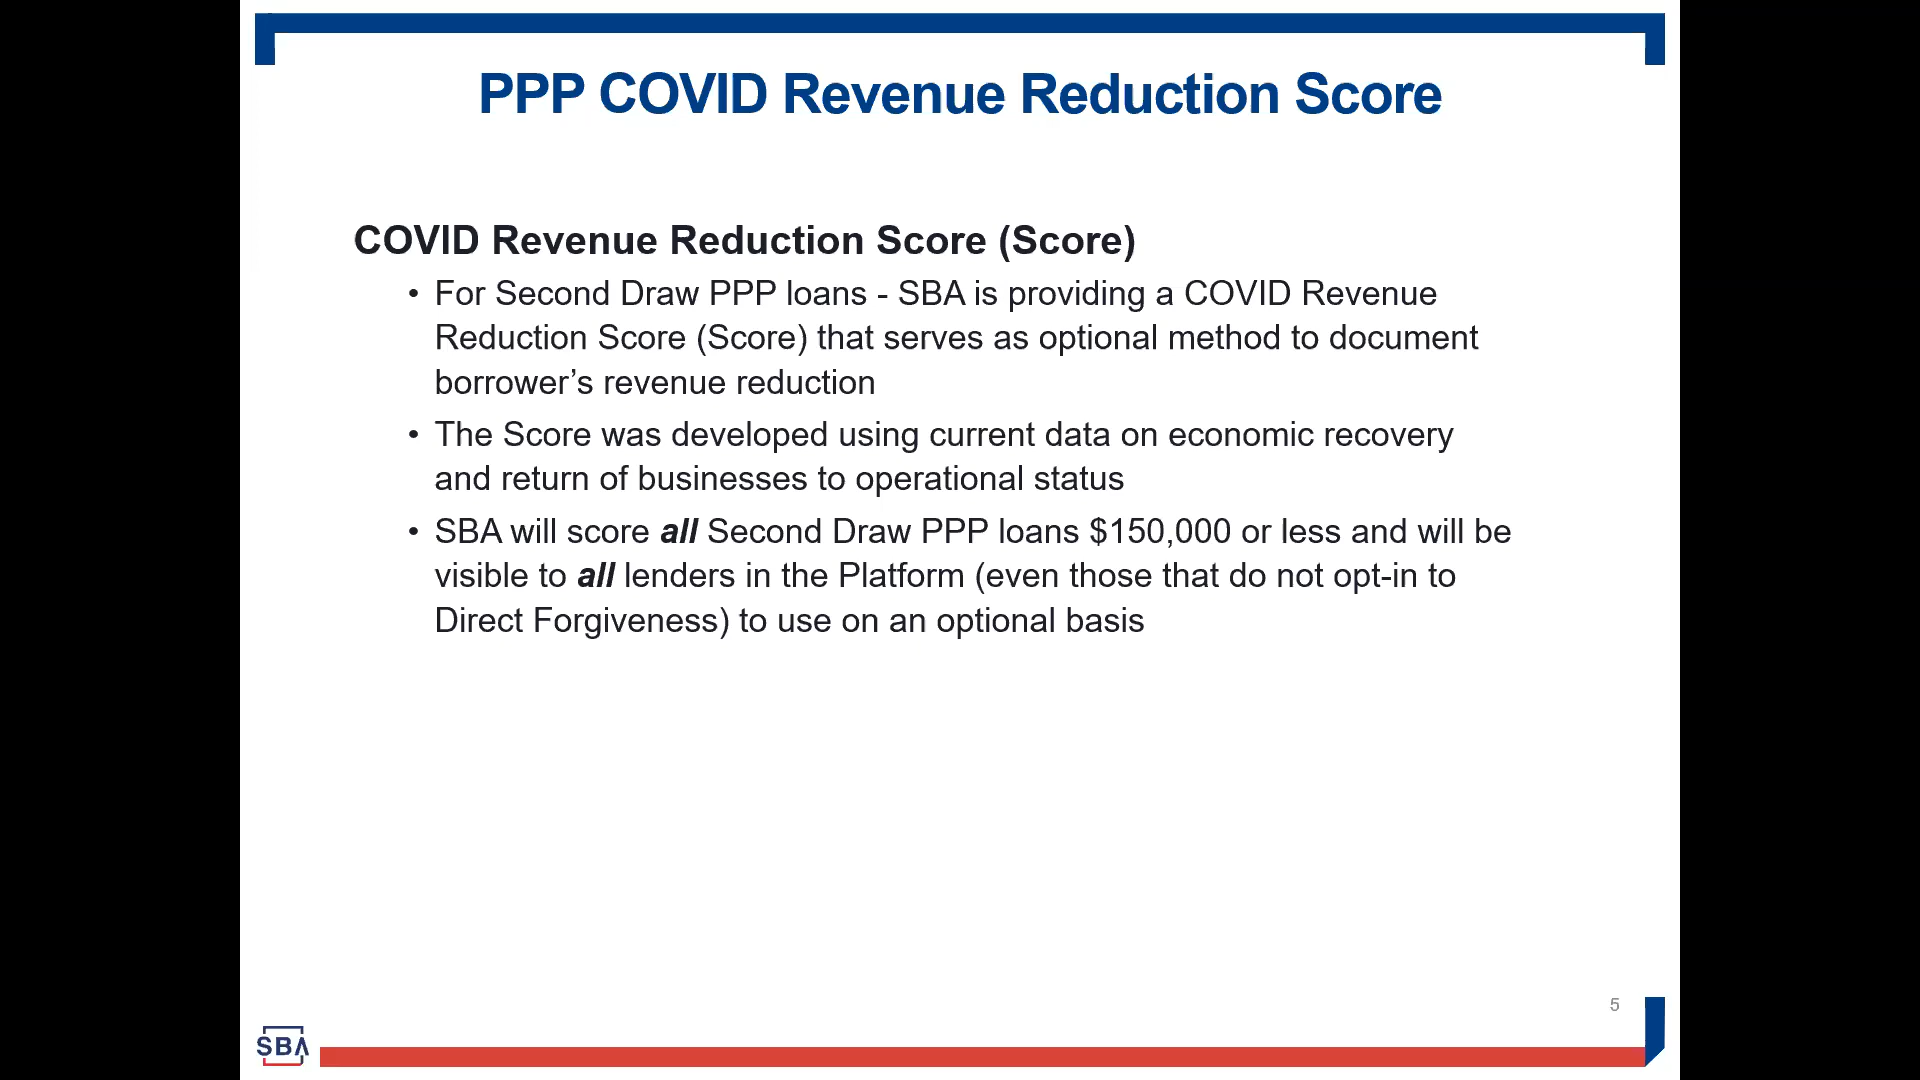 PPP COVID Revenue Reduction Score
COVID Revenue Reduction Score (Score)
• For Second Draw PPP loans - SBA is providing a COVID Revenue
Reduction Score (Score) that serves as optional method to document
borrower’s revenue reduction
• The Score was developed using current data on economic recovery
and return of businesses to operational status
• SBA will score all Second Draw PPP loans $150,000 or less and will be
visible to all lenders in the Platform (even those that do not opt-in to
Direct Forgiveness) to use on an optional basis
5
SBA